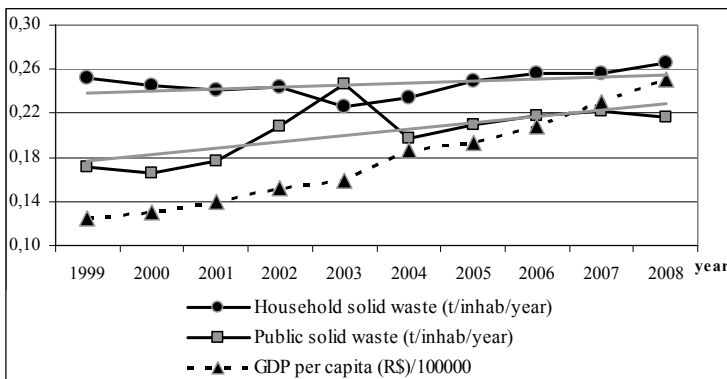 0,30
0,26
0,22
0,18
0,14
0,10
1999 2000 2001 2002 2003 2004 2005 2006 2007 2008 year
Household solid waste (t/inhab/year)
Public solid waste (t/inhab/year)
GDP per capita (R$)/100000